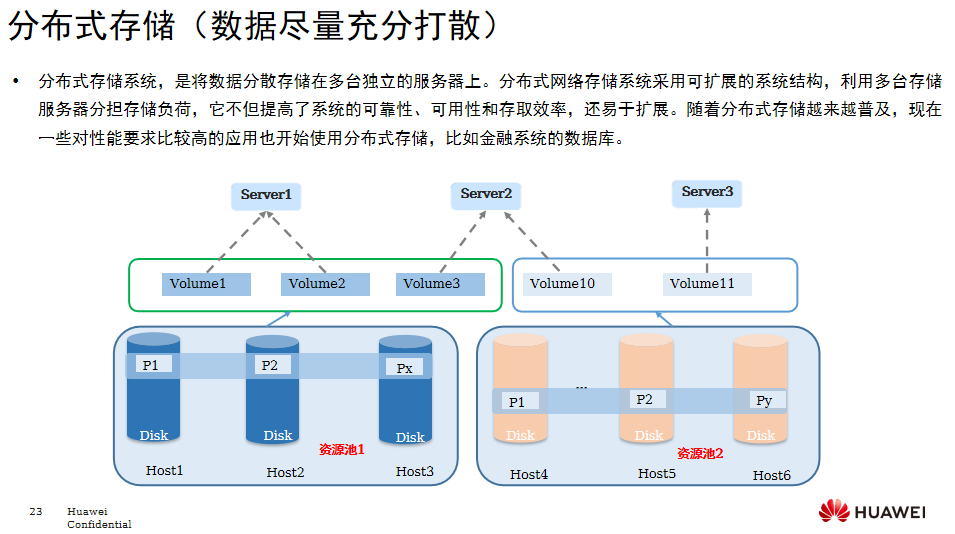 分布式存储（数据尽量充分打散）
• 分布式存储系统，是将数据分散存储在多台独立的服务器上。分布式网络存储系统采用可扩展的系统结构，利用多台存储
服务器分担存储负荷，它不但提高了系统的可靠性、可用性和存取效率，还易于扩展。随着分布式存储越来越普及，现在
一些对性能要求比较高的应用也开始使用分布式存储，比如金融系统的数据库。
Server1 Server2 Server3
Volume1 Volume2 Volume3 Volume10 Volume11
P1 P2 Px
Disk Disk Disk
资源池1
Host1 Host2 Host3
...
P1 P2 Py
Disk Disk Disk
资源池2
Host4 Host5 Host6
23 Huawei
Confidential
HUAWEI